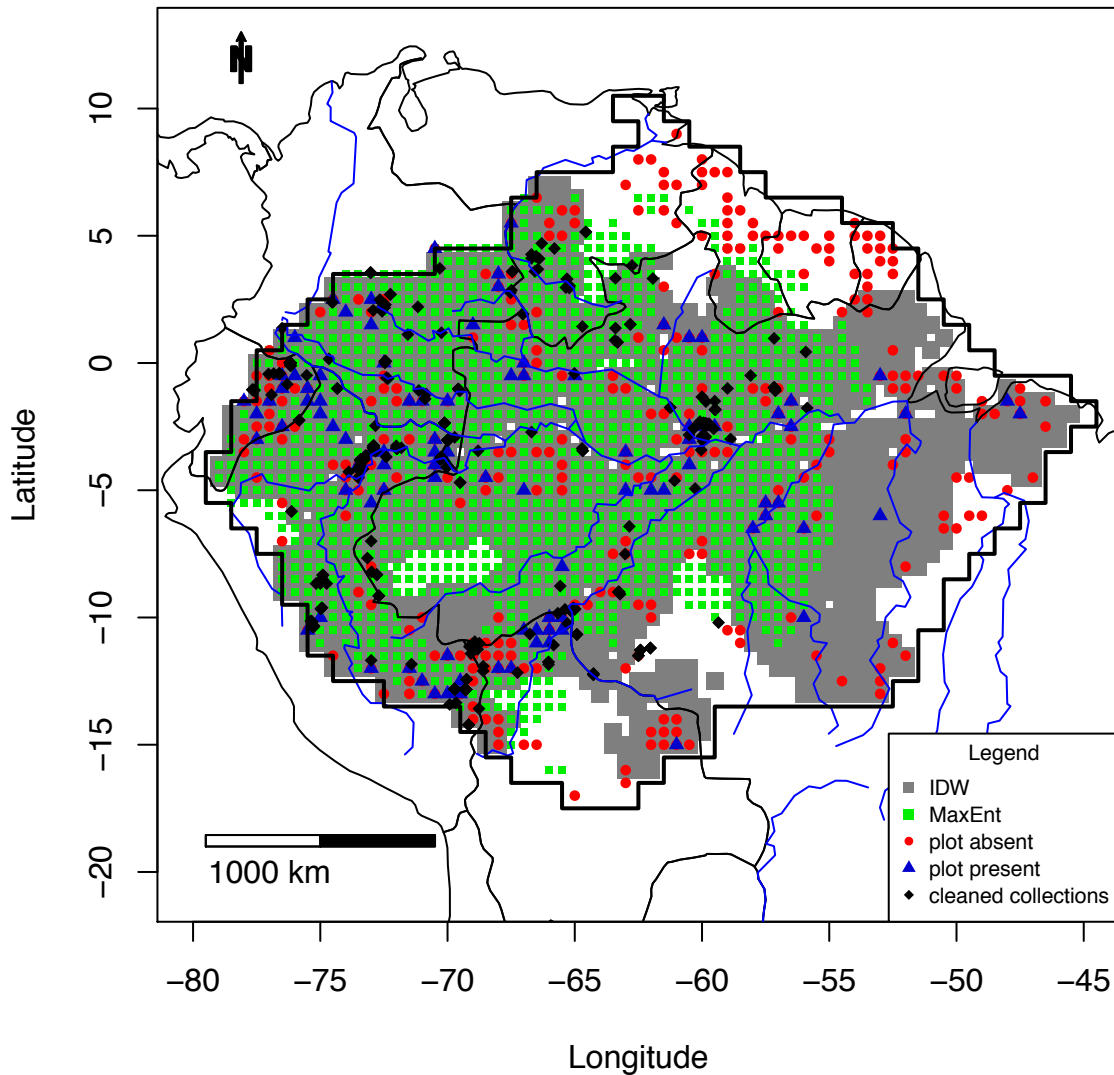 N
Latitude
10
5
0
−5
−10
−15
−20
1000 km
Legend
IDW
MaxEnt
plot absent
plot present
cleaned collections
−80 −75 −70 −65 −60 −55 −50 −45
Longitude